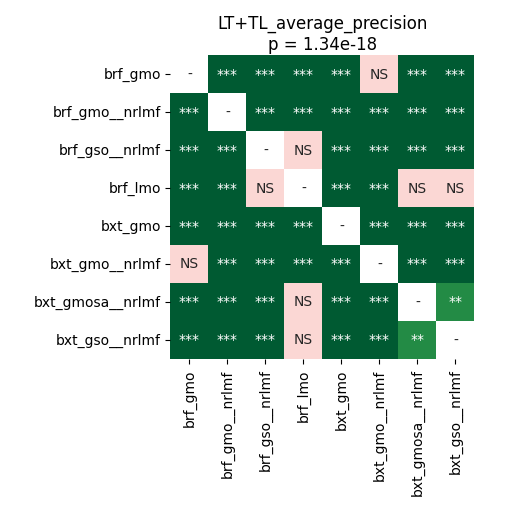 LT+TL_average_precision
p = 1.34e-18
brf_gmo - *** *** *** *** NS *** ***
brf_gmo__nrlmf *** - *** *** *** *** *** ***
brf_gso__nrlmf *** *** - NS *** *** *** ***
brf_lmo *** *** NS - *** *** NS NS
bxt_gmo *** *** *** *** - *** *** ***
bxt_gmo__nrlmf NS *** *** *** *** - *** ***
bxt_gmosa__nrlmf *** *** *** NS *** *** - **
bxt_gso__nrlmf *** *** *** NS *** *** ** -
brf_gmo
brf_gmo__nrlmf
brf_gso__nrlmf
brf_lmo
bxt_gmo
bxt_gmo__nrlmf
bxt_gmosa__nrlmf
bxt_gso__nrlmf